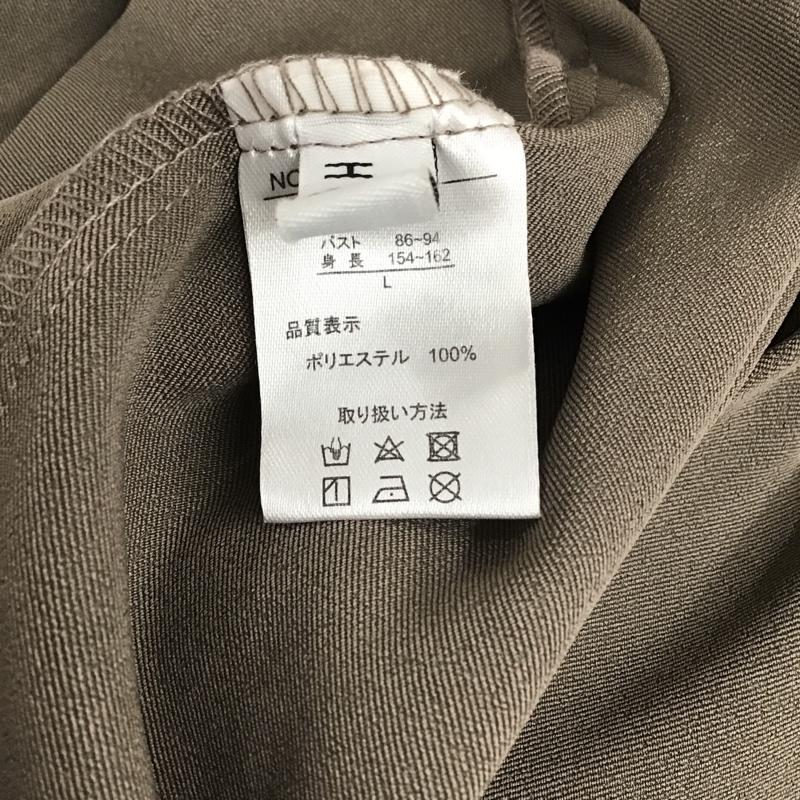 NO
バスト 86~94
身長 154~162
L
品質表示
ポリエステル 100%
取り扱い方法